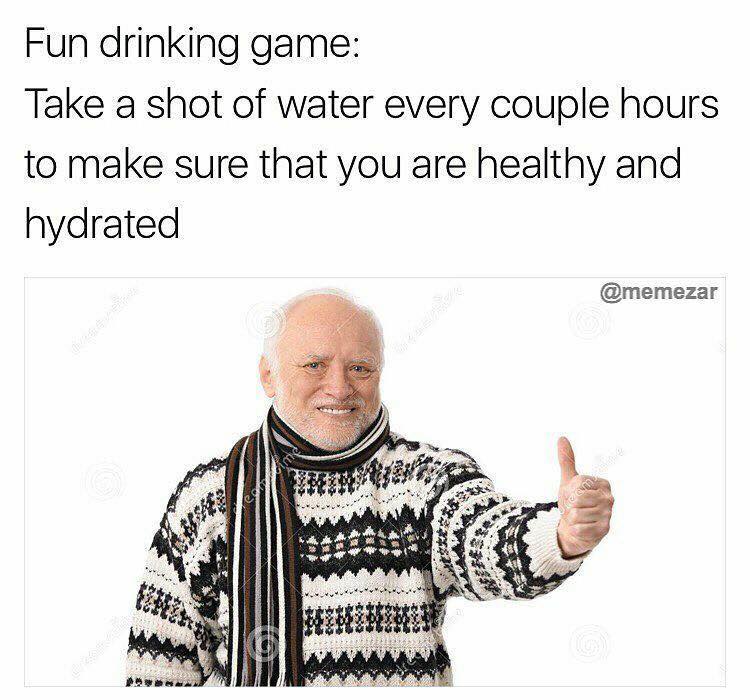 Fun drinking game:
Take a shot of water every couple hours
to make sure that you are healthy and
hydrated
@memezar